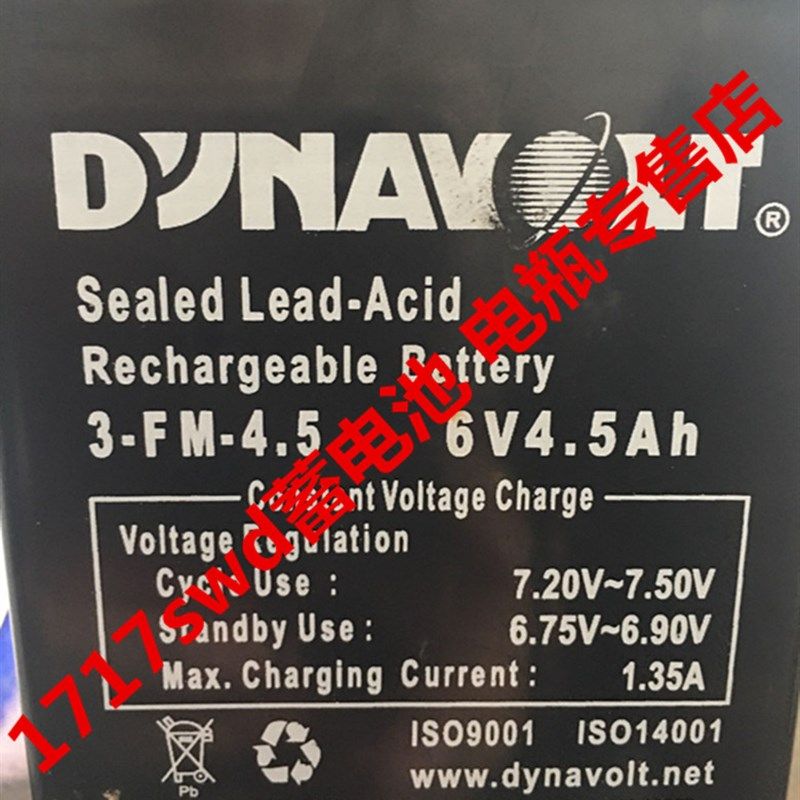 DYNAVOLT®
Sealed Lead-Acid
Rechargeable Battery
3-FM-4.5 6V4.5Ah
Constant Voltage Charge
Voltage Regulation
Cycle Use : 7.20V~7.50V
Standby Use : 6.75V~6.90V
Max. Charging Current : 1.35A
Pb
ISO9001 ISO14001
www.dynavolt.net
1717swd蓄电池 电瓶专售店